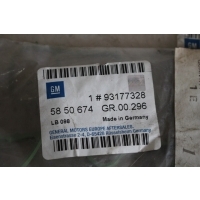 GM
1 # 93177328
58 50 674 GR.00.296
LB 098
Made in Germany
GENERAL MOTORS EUROPE AFTERSALES,